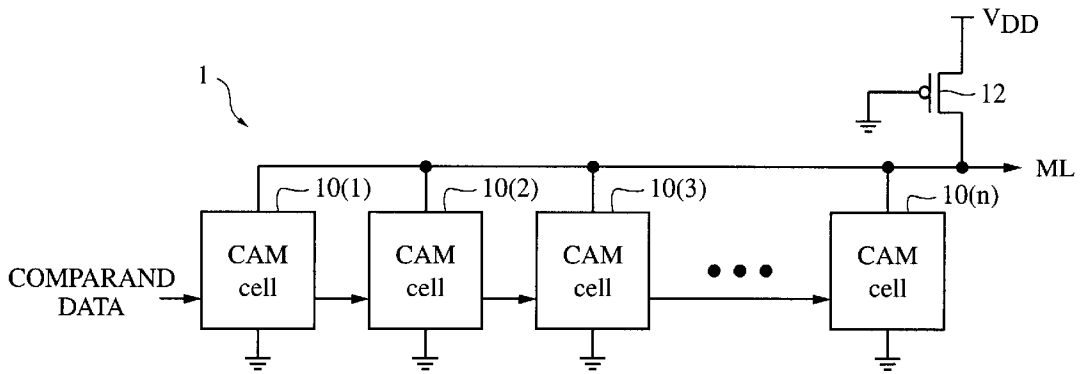 VDD
1
12
ML
10(1)
10(2)
10(3)
10(n)
CAM
cell
CAM
cell
CAM
cell
CAM
cell
COMPARAND
DATA